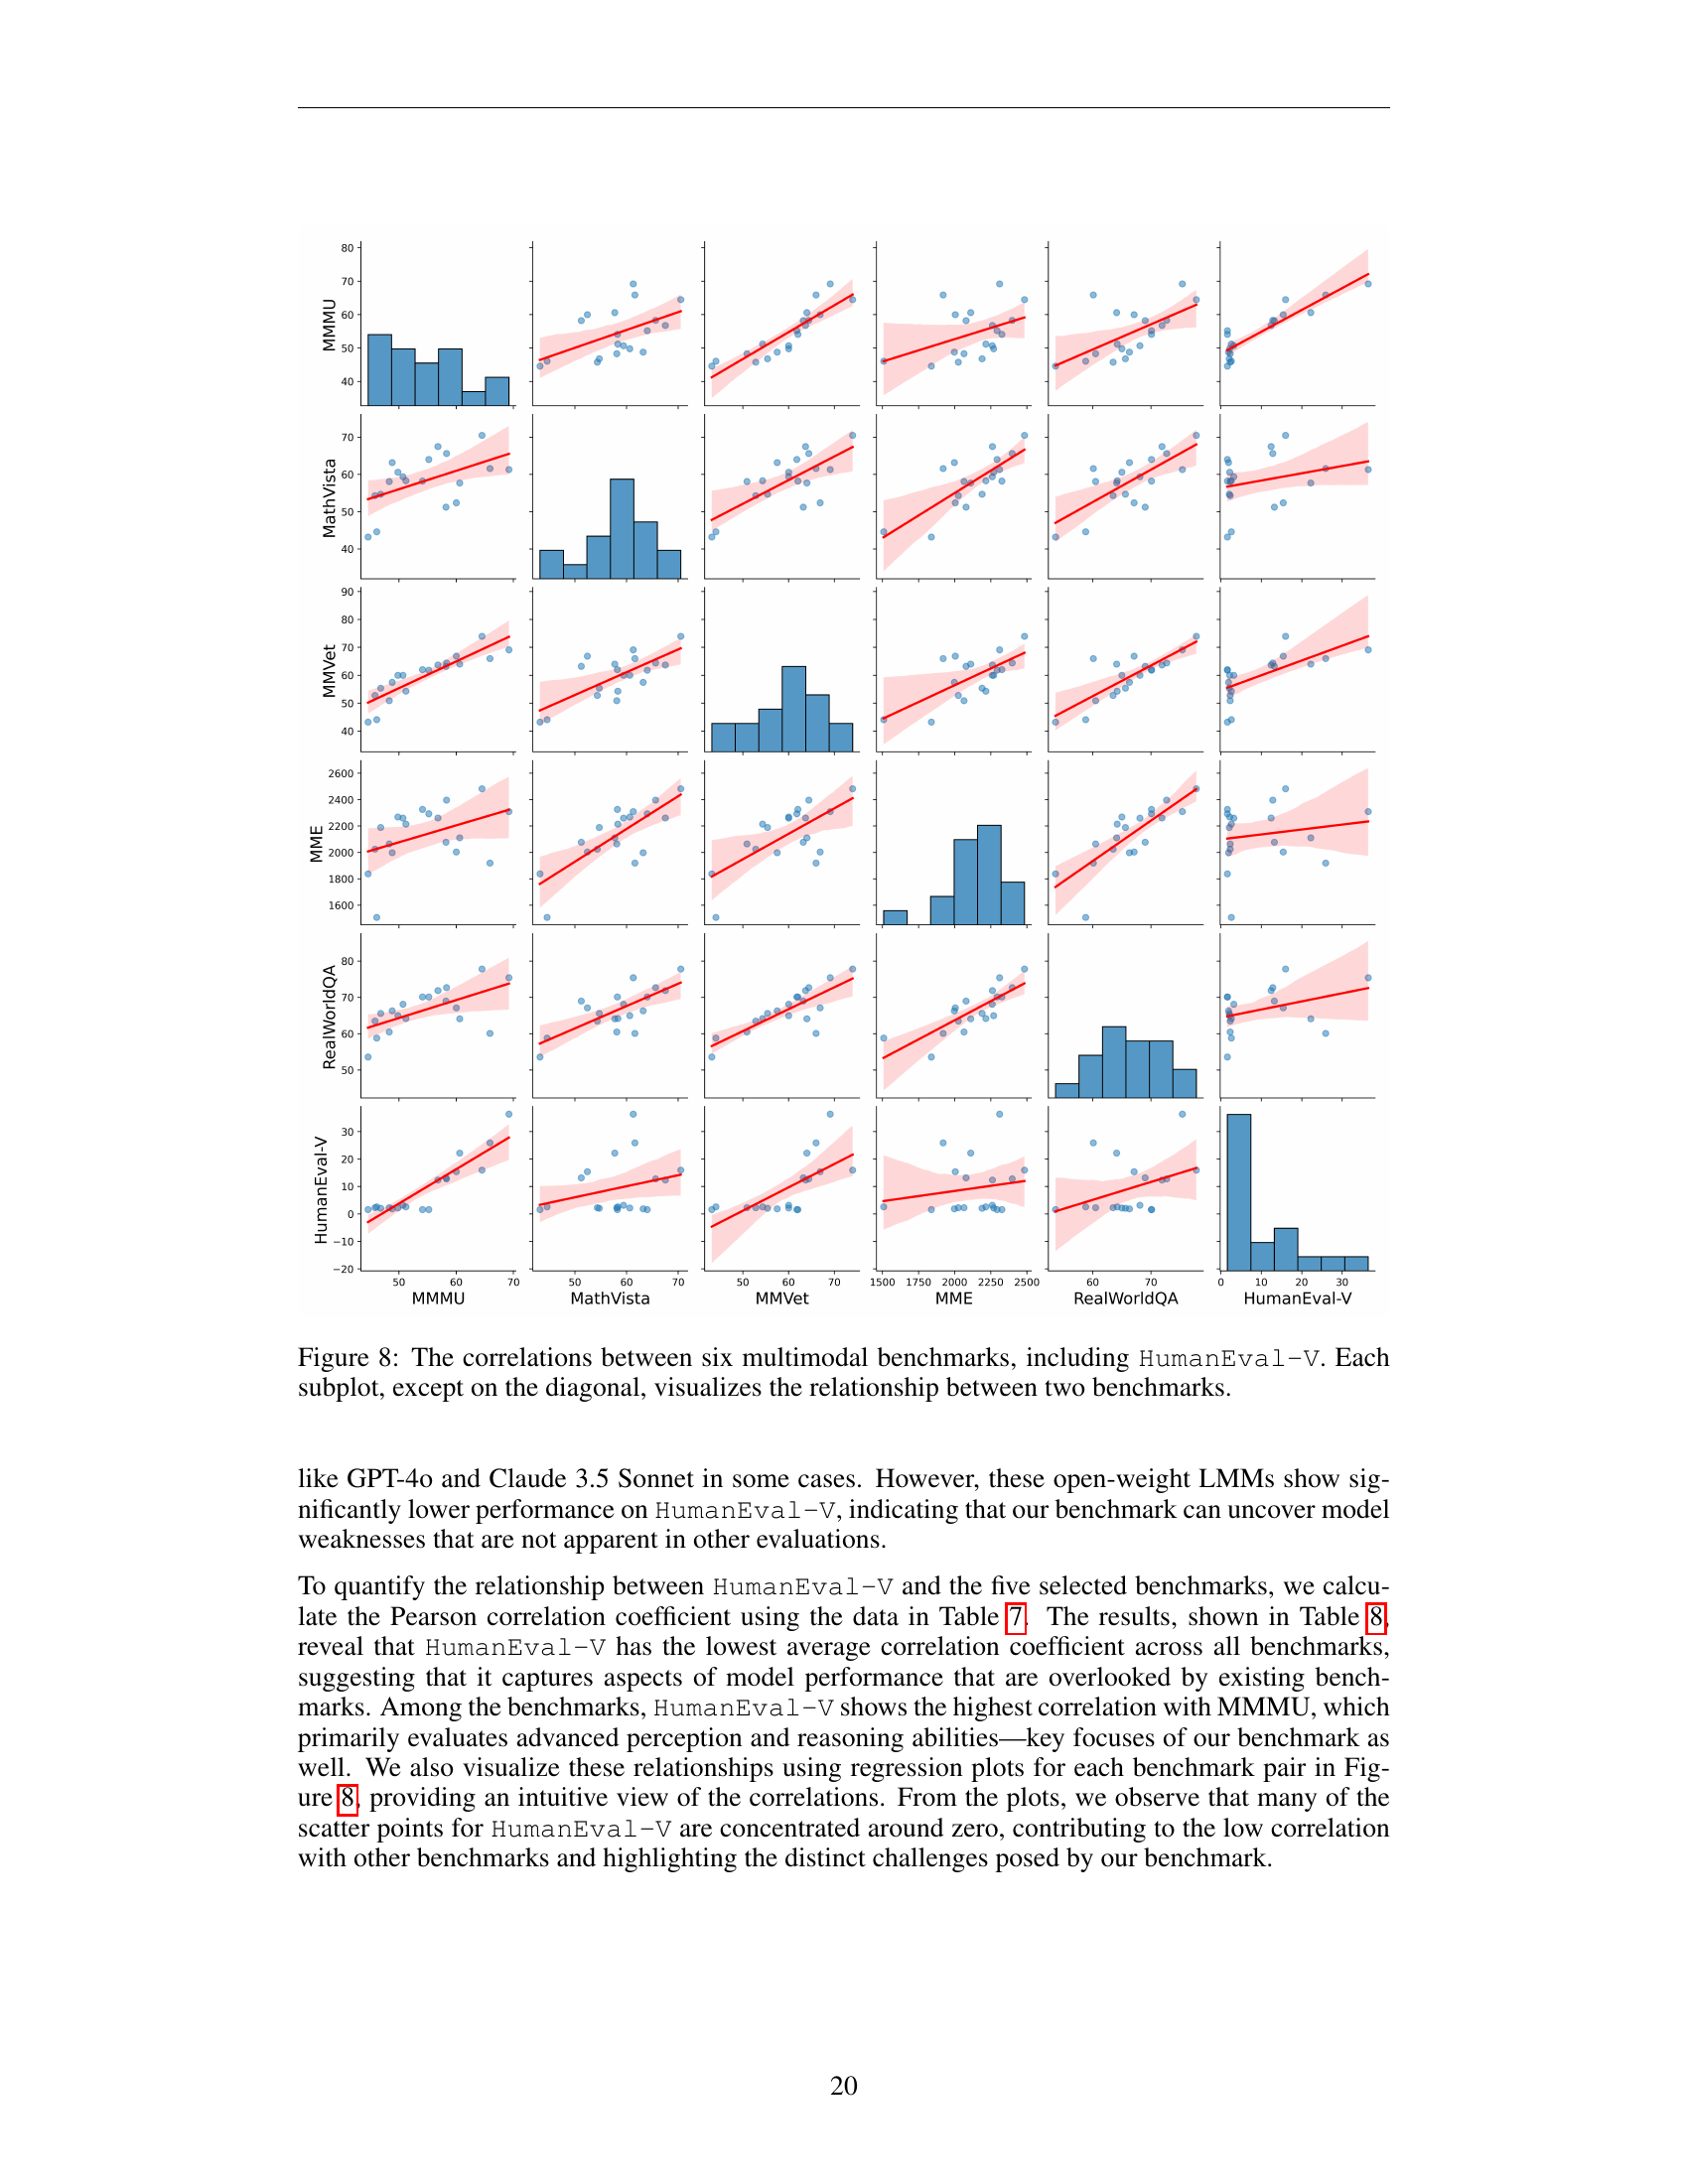 80
70
60
50
40
MMMU
70
60
50
40
MathVista
90
80
70
60
50
40
MMVet
2600
2400
2200
2000
1800
1600
MME
80
70
60
50
RealWorldQA
30
20
10
0
−10
−20
HumanEval-V
50 60 70 50 60 70 50 60 70 1500 1750 2000 2250 2500 60 70 0 10 20 30
MMMU MathVista MMVet MME RealWorldQA HumanEval-V
Figure 8: The correlations between six multimodal benchmarks, including HumanEval-V. Each
subplot, except on the diagonal, visualizes the relationship between two benchmarks.
like GPT-4o and Claude 3.5 Sonnet in some cases. However, these open-weight LMMs show sig-
nificantly lower performance on HumanEval-V, indicating that our benchmark can uncover model
weaknesses that are not apparent in other evaluations.
To quantify the relationship between HumanEval-V and the five selected benchmarks, we calcu-
late the Pearson correlation coefficient using the data in Table 7. The results, shown in Table 8,
reveal that HumanEval-V has the lowest average correlation coefficient across all benchmarks,
suggesting that it captures aspects of model performance that are overlooked by existing bench-
marks. Among the benchmarks, HumanEval-V shows the highest correlation with MMMU, which
primarily evaluates advanced perception and reasoning abilities—key focuses of our benchmark as
well. We also visualize these relationships using regression plots for each benchmark pair in Fig-
ure 8, providing an intuitive view of the correlations. From the plots, we observe that many of the
scatter points for HumanEval-V are concentrated around zero, contributing to the low correlation
with other benchmarks and highlighting the distinct challenges posed by our benchmark.
20